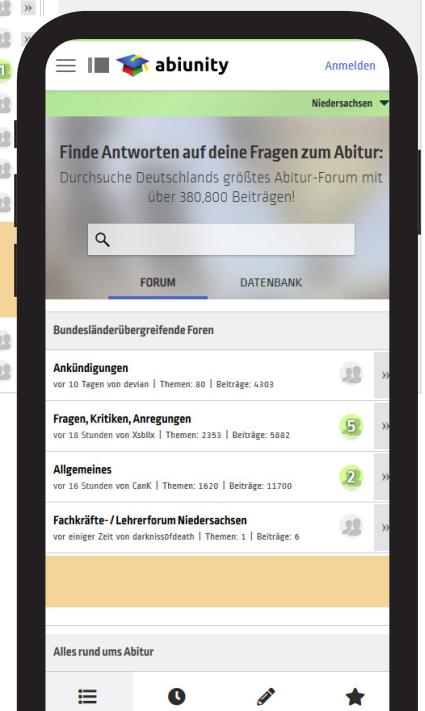 abiunity
Anmelden
Niedersachsen
Finde Antworten auf deine Fragen zum Abitur:
Durchsuche Deutschlands größtes Abitur-Forum mit
über 380,800 Beiträgen!
FORUM DATENBANK
Bundesländerübergreifende Foren
Ankündigungen
vor 10 Tagen von devian | Themen: 80 | Beiträge: 4303
»
Fragen, Kritiken, Anregungen
vor 18 Stunden von Xsbllx | Themen: 2353 | Beiträge: 5882
5 »
Allgemeines
vor 16 Stunden von CanK | Themen: 1620 | Beiträge: 11700
2 »
Fachkräfte- / Lehrerforum Niedersachsen
vor einiger Zeit von darkniss0fdeath | Themen: 1 | Beiträge: 6
»
Alles rund ums Abitur